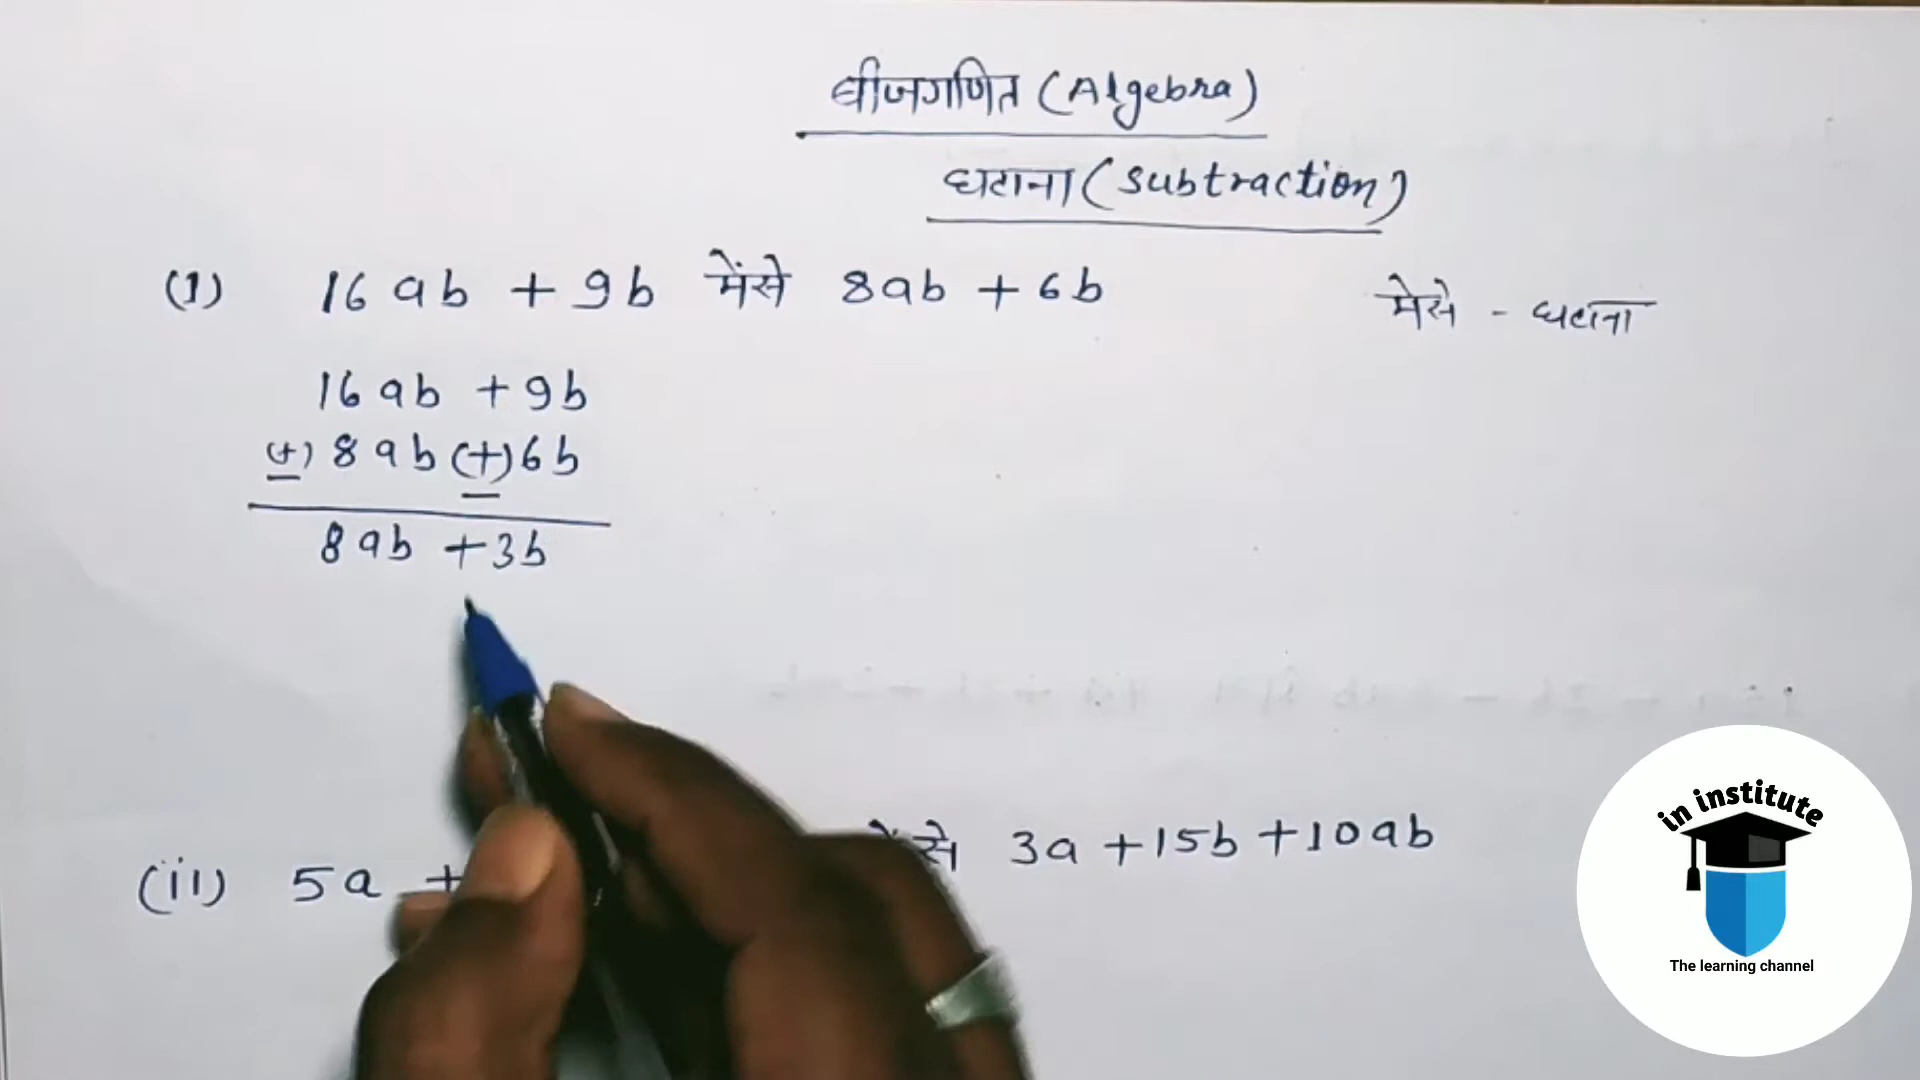 बीजगणित (Algebra)
घटाना (Subtraction)
(1) 16ab + 9b मेंसे 8ab + 6b
मेसे - घटाना
16ab + 9b
(+) 8ab (+) 6b
8ab + 3b
(ii) 5a + 3a + 15b + 10ab
in institute
The learning channel